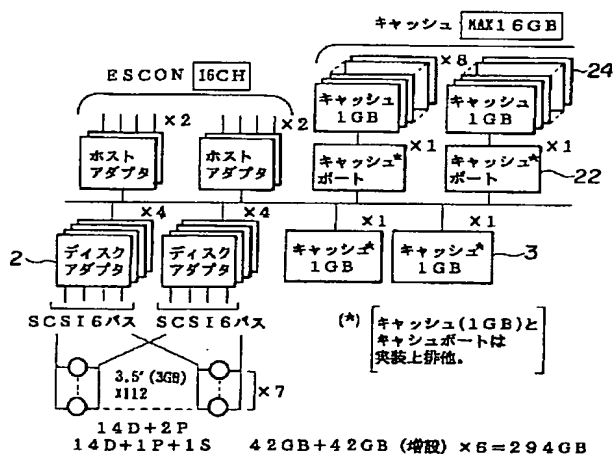 キャッシュ MAX16GB
ESCON 16CH
×8
24
×2
×2
キャッシュ
1GB
キャッシュ
1GB
×1
×1
ホスト
アダプタ
ホスト
アダプタ
キャッシュ*
ポート
キャッシュ*
ポート
22
×4
×4
×1
×1
2
ディスク
アダプタ
ディスク
アダプタ
キャッシュ*
1GB
キャッシュ*
1GB
3
SCSI6パス
SCSI6パス
(*)
キャッシュ(1GB)と
キャシュポートは
実装上排他。
3.5″(3GB)
×112
×7
14D+2P
14D+1P+1S
42GB+42GB(増設)×6=294GB